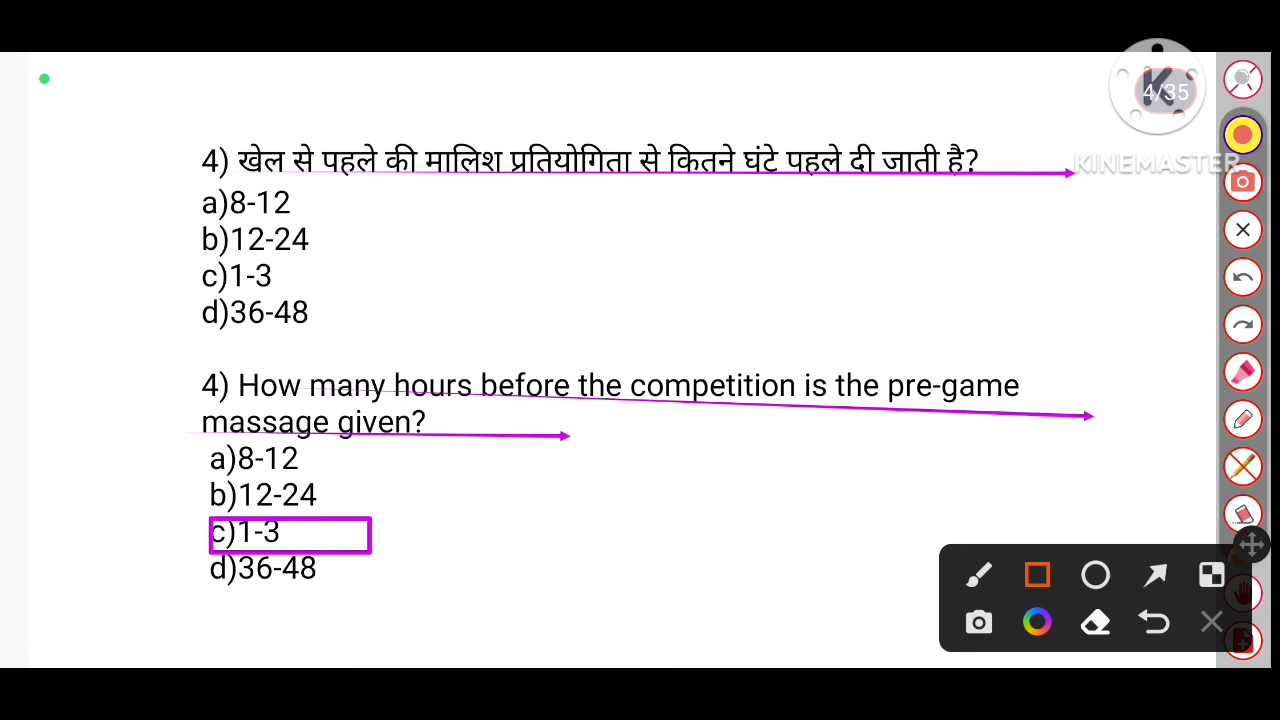 4/35
KINEMASTER
4) खेल से पहले की मालिश प्रतियोगिता से कितने घंटे पहले दी जाती है?
a)8-12
b)12-24
c)1-3
d)36-48
4) How many hours before the competition is the pre-game
massage given?
a)8-12
b)12-24
c)1-3
d)36-48